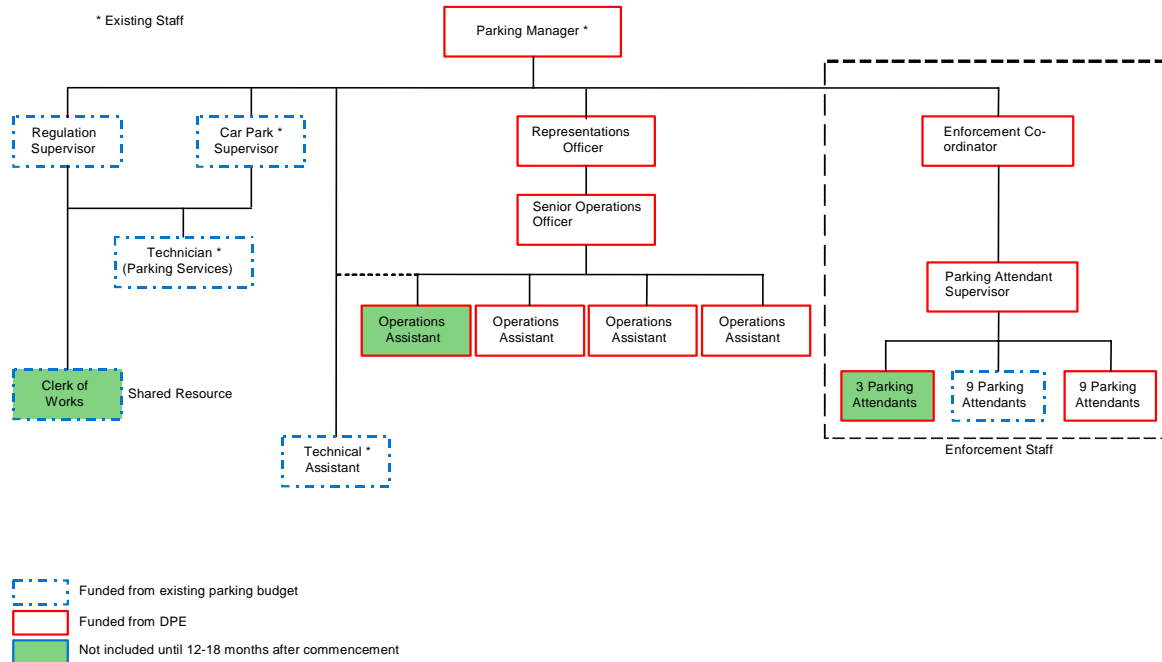 * Existing Staff
Parking Manager *
Regulation
Supervisor
Car Park *
Supervisor
Representations
Officer
Enforcement Co-
ordinator
Senior Operations
Officer
Technician *
(Parking Services)
Parking Attendant
Supervisor
Operations
Assistant
Operations
Assistant
Operations
Assistant
Operations
Assistant
Clerk of
Works
Shared Resource
3 Parking
Attendants
9 Parking
Attendants
9 Parking
Attendants
Technical *
Assistant
Enforcement Staff
Funded from existing parking budget
Funded from DPE
Not included until 12-18 months after commencement